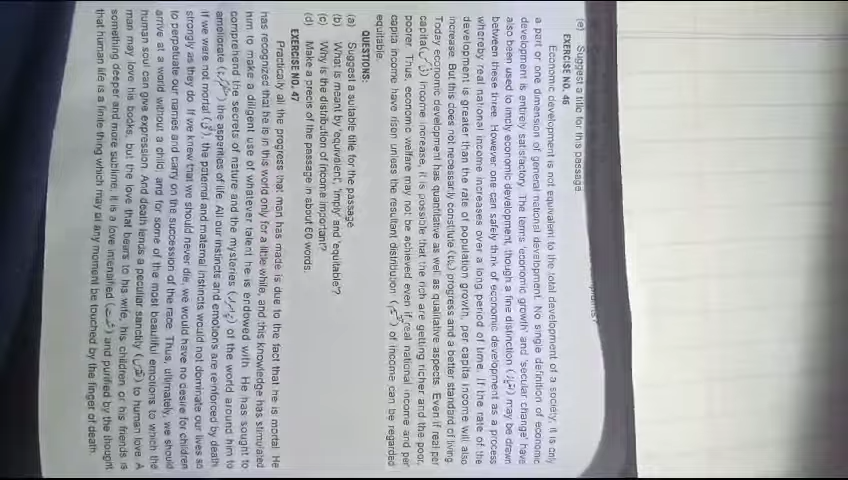 (e) Suggest a title for this passage
EXERCISE NO. 46
Economic development is not equivalent to the total development of a society, it is only
a part or one dimension of general national development. No single definition of economic
development is entirely satisfactory. The terms 'economic growth' and 'secular change' have
also been used to imply economic development, though a fine distinction (امتیاز) may be drawn
between these three. However, one can safely think of economic development as a process
whereby real national income increases over a long period of time. If the rate of
development is greater than the rate of population growth, per capita income will also
increase. But this does not necessarily constitute progress and a better standard of living.
Today economic development has quantitative as well as qualitative aspects. Even if real per
capita income increase, it is possible that the rich are getting richer and the poor,
poorer. Thus, economic welfare may not be achieved even if real national income and per
capita income have risen unless the resultant distribution (تقسیم) of income can be regarded
equitable.
QUESTIONS:
(a) Suggest a suitable title for the passage
(b) What is meant by 'equivalent', 'imply' and 'equitable'?
(c) Why is the distribution of income important?
(d) Make a precis of the passage in about 60 words.
EXERCISE NO. 47
Practically all the progress that man has made is due to the fact that he is mortal. He
has recognized that he is in this world only for a little while, and this knowledge has stimulated
him to make a diligent use of whatever talent he is endowed with. He has sought to
comprehend the secrets of nature and the mysteries of the world around him to
ameliorate the asperities of life. All our instincts and emotions are reinforced by death.
If we were not mortal (فانی) the paternal and maternal instincts would not dominate our lives so
strongly as they do. If we knew that we should never die, we would have no desire for children
to perpetuate our names and carry on the succession of the race. Thus, ultimately, we should
arrive at a world without a child, and for some of the most beautiful emotions to which the
human soul can give expression. And death lends a peculiar sanctity (تقدس) to human love. A
man may love his books, but the love that bears to his wife, his children or his friends is
something deeper and more sublime, it is a love intensified and purified by the thought
that human life is a finite thing which may at any moment be touched by the finger of death.